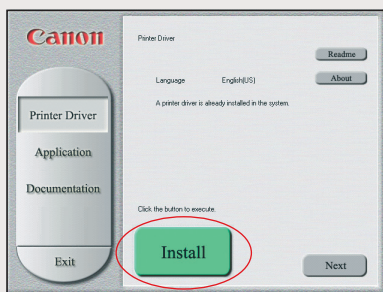 Canon
Printer Driver
Readme
Language English(US)
About
A printer driver is already installed in the system.
Printer Driver
Application
Documentation
Click the button to execute.
Install
Exit
Next